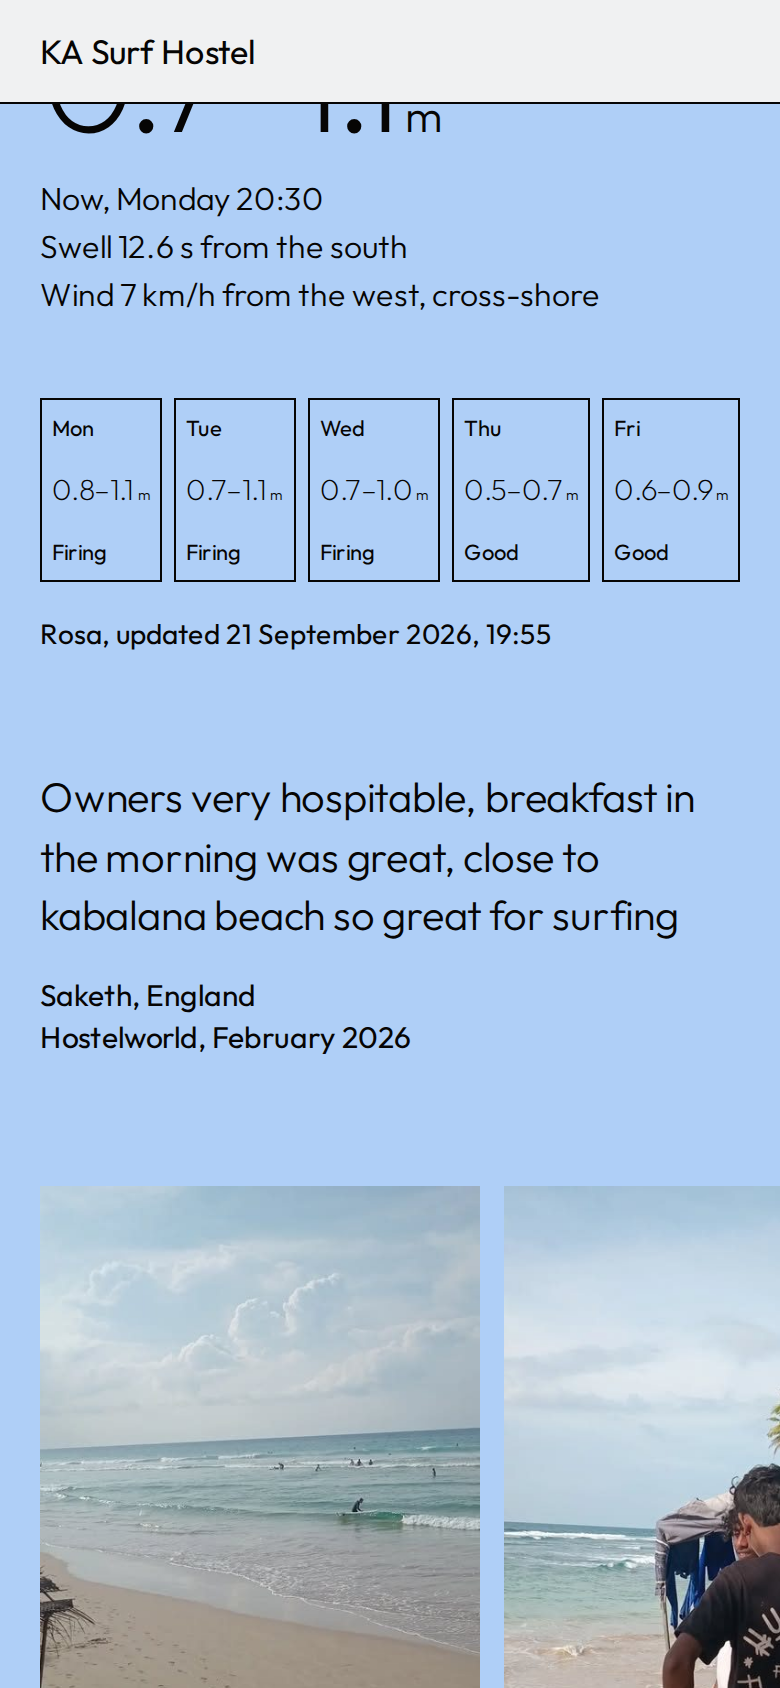 KA Surf Hostel
0.7–1.1 m
Now, Monday 20:30
Swell 12.6 s from the south
Wind 7 km/h from the west, cross-shore
Mon Tue Wed Thu Fri
0.8–1.1 m 0.7–1.1 m 0.7–1.0 m 0.5–0.7 m 0.6–0.9 m
Firing Firing Firing Good Good
Rosa, updated 21 September 2026, 19:55
Owners very hospitable, breakfast in
the morning was great, close to
kabalana beach so great for surfing
Saketh, England
Hostelworld, February 2026